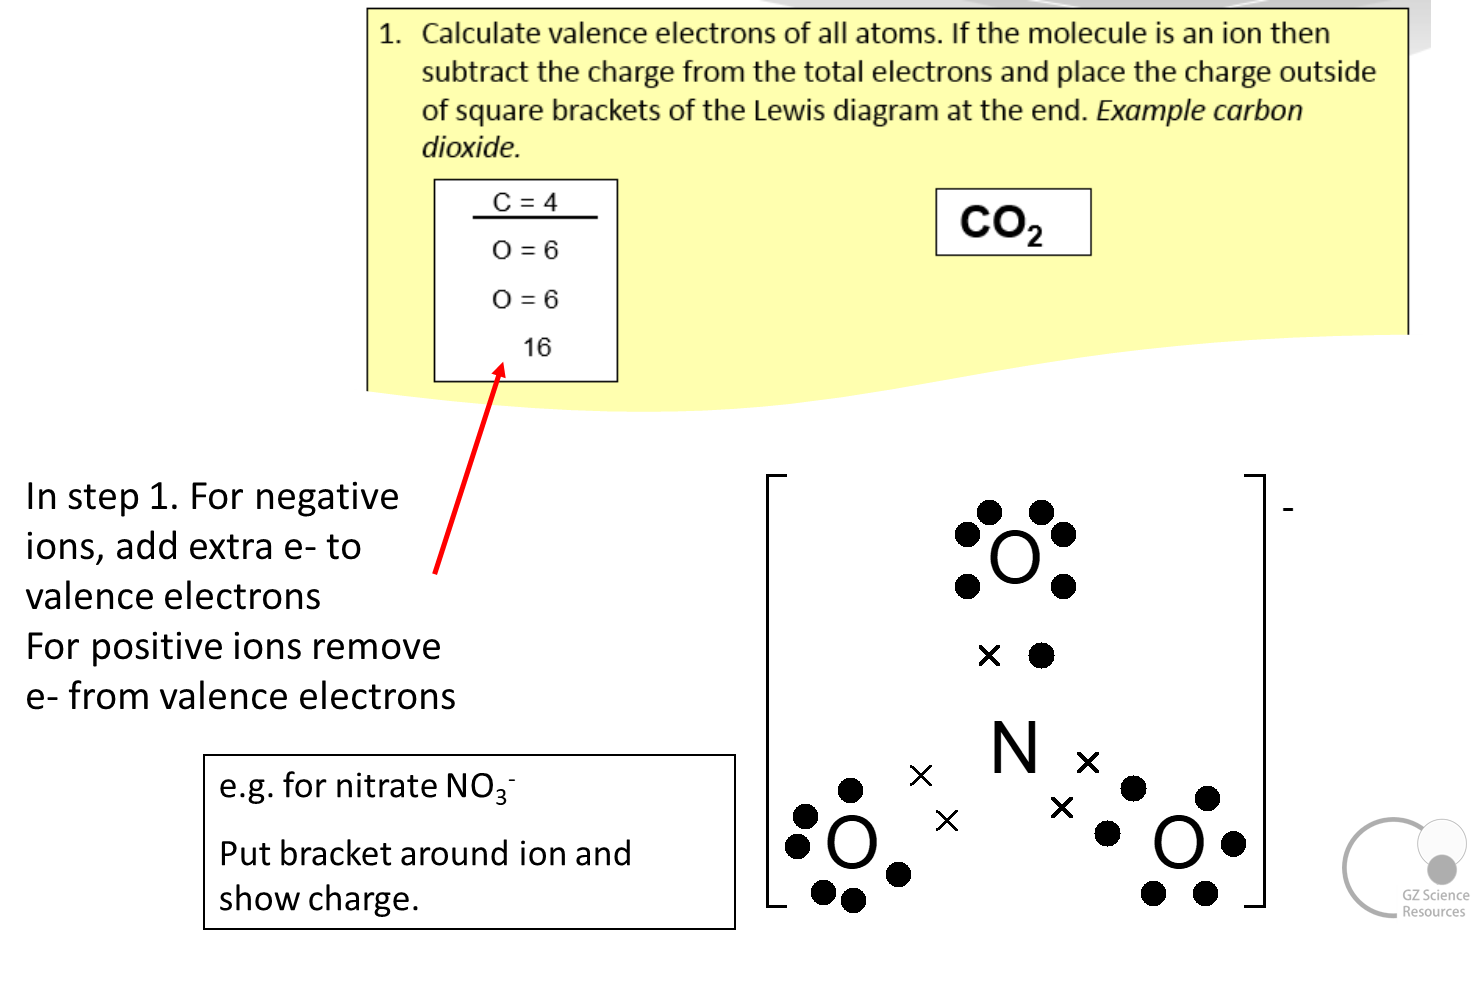 1. Calculate valence electrons of all atoms. If the molecule is an ion then
subtract the charge from the total electrons and place the charge outside
of square brackets of the Lewis diagram at the end. Example carbon
dioxide.
C = 4
O = 6
O = 6
16
CO₂
In step 1. For negative
ions, add extra e- to
valence electrons
For positive ions remove
e- from valence electrons
e.g. for nitrate NO₃⁻
Put bracket around ion and
show charge.
-
O
N
O
O
GZ Science
Resources